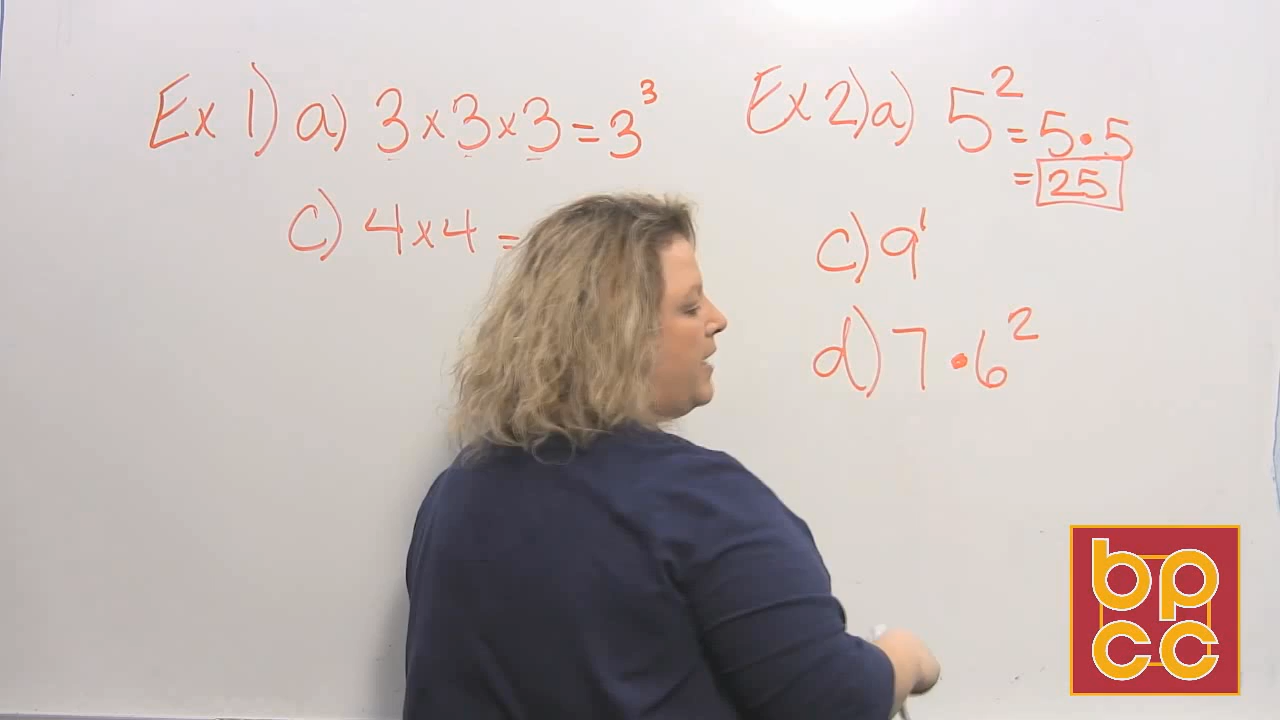 Ex 1) a) 3 × 3 × 3 = 3³
c) 4 × 4 =
Ex 2) a) 5² = 5 · 5
= 25
c) 9¹
d) 7 · 6²
bp
cc